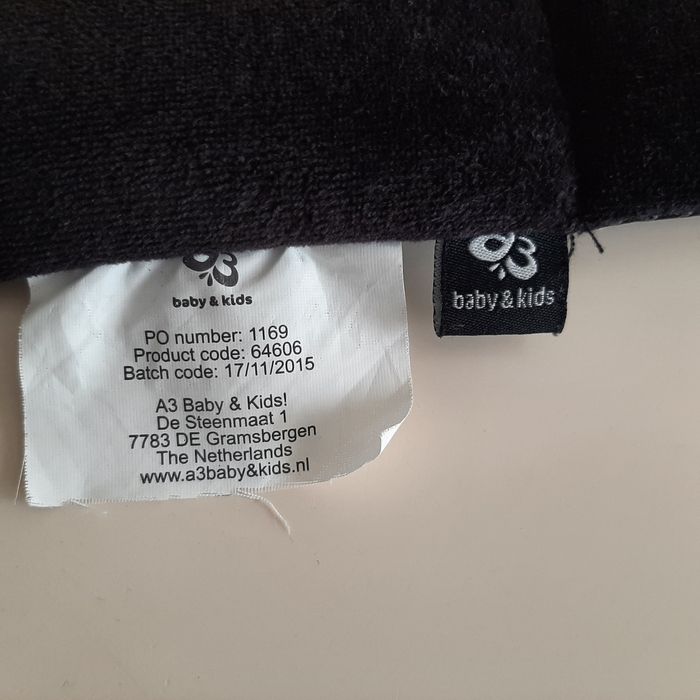 baby & kids
PO number: 1169
Product code: 64606
Batch code: 17/11/2015
A3 Baby & Kids!
De Steenmaat 1
7783 DE Gramsbergen
The Netherlands
www.a3baby&kids.nl
a3
baby & kids